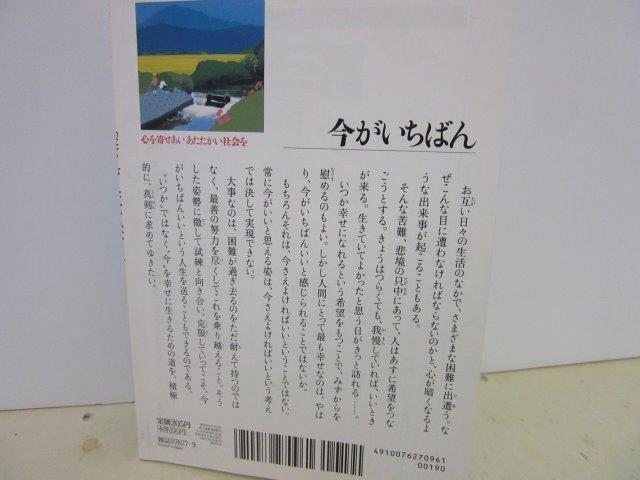 心を寄せあい あたたかい社会を
今がいちばん
お互い日々の生活のなかで、さまざまな困難に出遭う。な
ぜこんな目に遭わなければならないのかと、心が暗くなるよ
うな出来事が起こることもある。
そんな苦難、悲境の只中にあって、人はあすに希望をつな
ごうとする。きょうはつらくても、我慢していれば、いいとき
が来る。生きていてよかったと思う日がきっと訪れる……。
いつか幸せになれるという希望をもつことで、みずからを
慰めるのもよい。しかし人間にとって最も幸せなのは、やは
り、今がいちばんいいと感じられることではないか。
もちろんそれは、今さえよければいいということではない。
常に今がいいと思える姿は、今さえよければいいという考え
では決して実現できない。
大事なのは、困難が過ぎ去るのをただ耐えて待つのでは
なく、最善の努力を尽くしてこれを乗り越えること。そう
した姿勢に徹して試練と向き合い、克服していってこそ、今
がいちばんいいという人生を送ることもできるのである。
“いつか”ではなく、“今”を幸せに生きるための道を、積極
的に、真剣に求めてゆきたい。
定価205円
本体190円
雑誌07627-9
4910076270961
00190